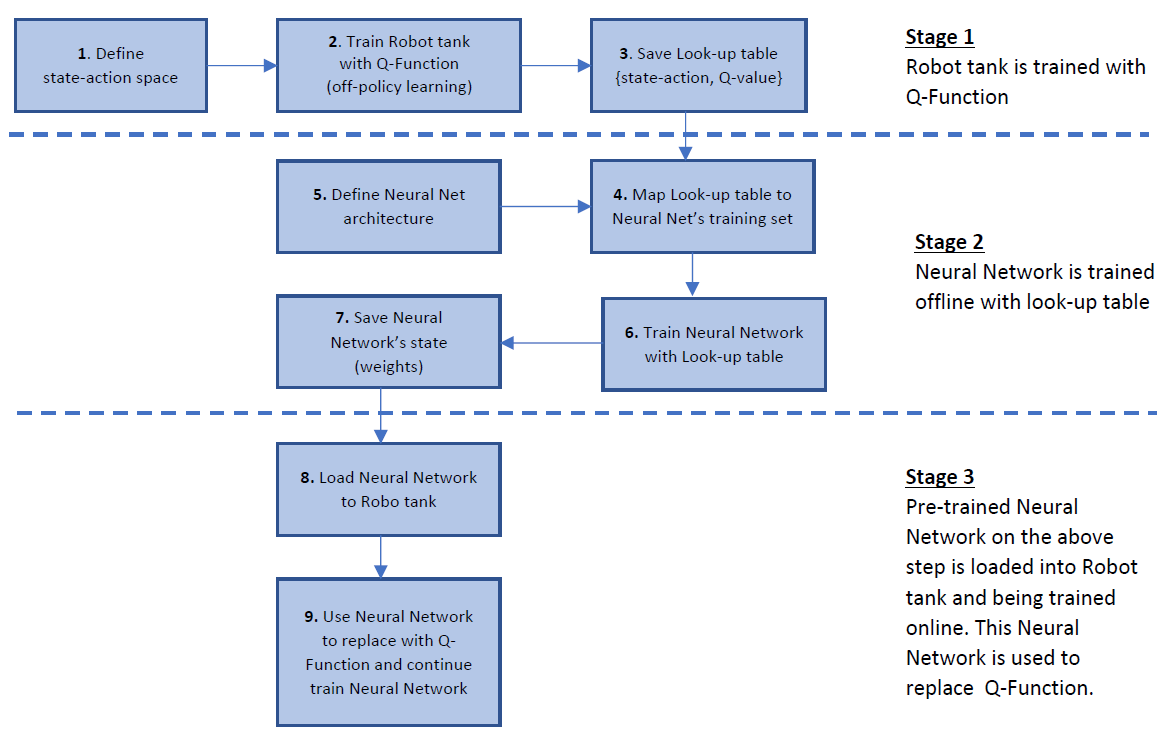 1. Define
state-action space
2. Train Robot tank
with Q-Function
(off-policy learning)
3. Save Look-up table
{state-action, Q-value}
Stage 1
Robot tank is trained with
Q-Function
5. Define Neural Net
architecture
4. Map Look-up table to
Neural Net’s training set
Stage 2
Neural Network is trained
offline with look-up table
7. Save Neural
Network’s state
(weights)
6. Train Neural Network
with Look-up table
8. Load Neural Network
to Robo tank
Stage 3
Pre-trained Neural
Network on the above
step is loaded into Robot
tank and being trained
online. This Neural
Network is used to
replace Q-Function.
9. Use Neural Network
to replace with Q-
Function and continue
train Neural Network